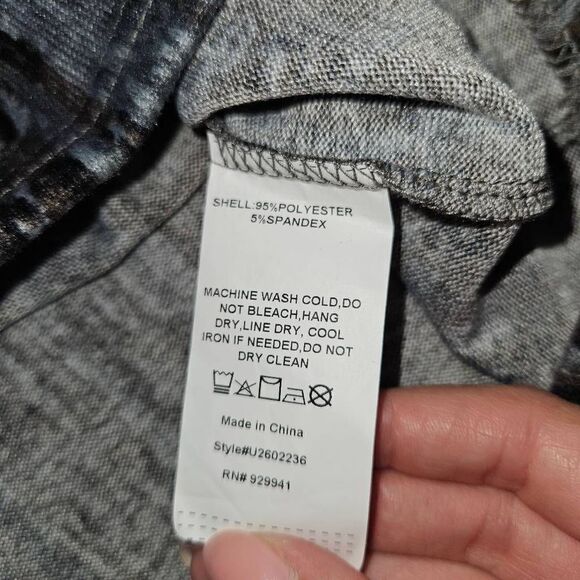 SHELL:95%POLYESTER
5%SPANDEX
MACHINE WASH COLD,DO
NOT BLEACH,HANG
DRY,LINE DRY, COOL
IRON IF NEEDED,DO NOT
DRY CLEAN
Made in China
Style#U2602236
RN# 929941